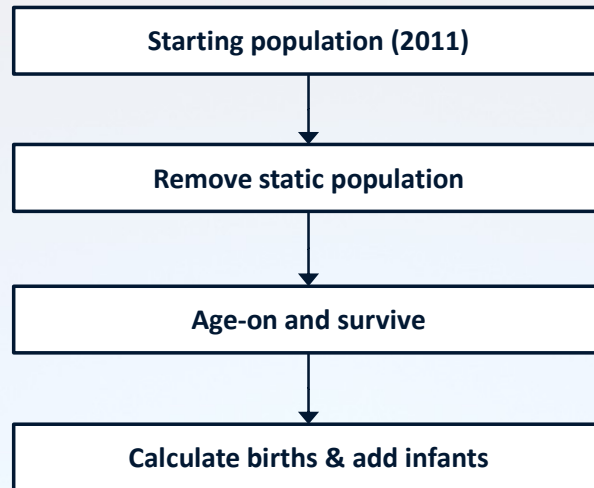 Starting population (2011)
Remove static population
Age-on and survive
Calculate births & add infants